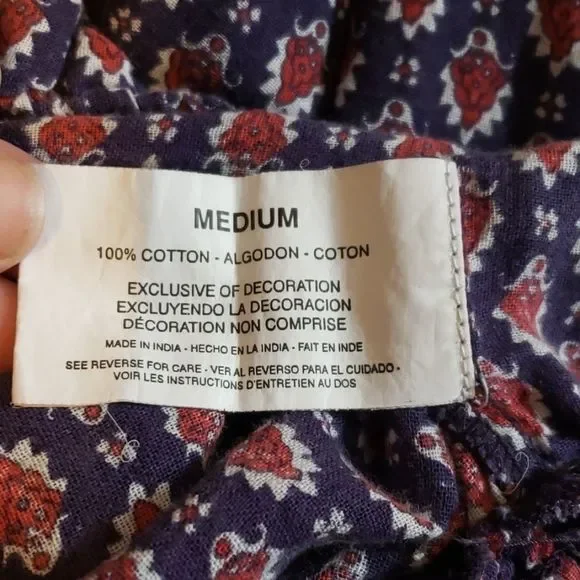 MEDIUM
100% COTTON - ALGODON - COTON
EXCLUSIVE OF DECORATION
EXCLUYENDO LA DECORACION
DÉCORATION NON COMPRISE
MADE IN INDIA - HECHO EN LA INDIA - FAIT EN INDE
SEE REVERSE FOR CARE - VER AL REVERSO PARA EL CUIDADO -
VOIR LES INSTRUCTIONS D'ENTRETIEN AU DOS